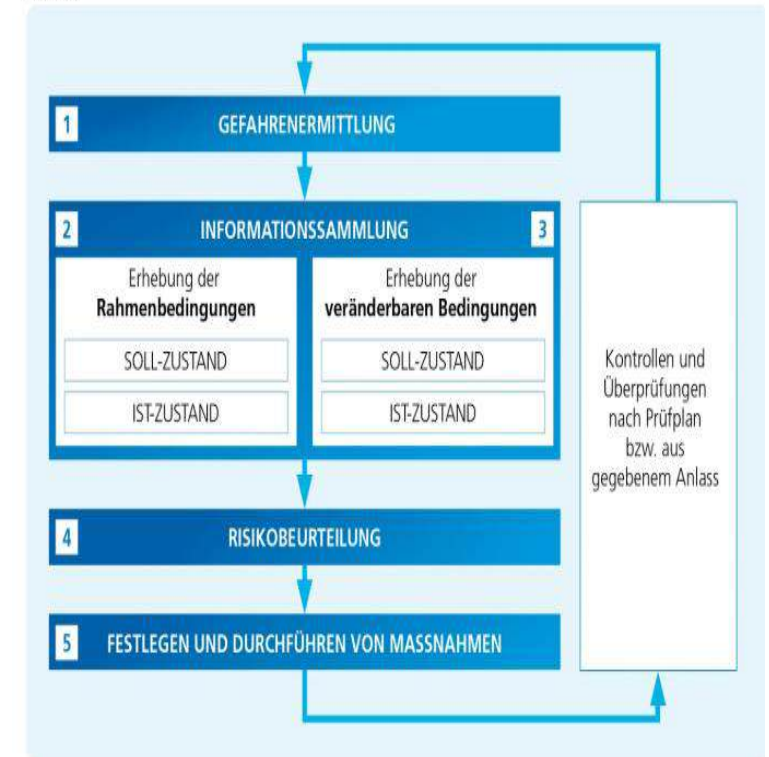 1 GEFAHRENERMITTLUNG
2 INFORMATIONSSAMMLUNG 3
Erhebung der
Rahmenbedingungen
SOLL-ZUSTAND
IST-ZUSTAND
Erhebung der
veränderbaren Bedingungen
SOLL-ZUSTAND
IST-ZUSTAND
4 RISIKOBEURTEILUNG
5 FESTLEGEN UND DURCHFÜHREN VON MASSNAHMEN
Kontrollen und
Überprüfungen
nach Prüfplan
bzw. aus
gegebenem Anlass